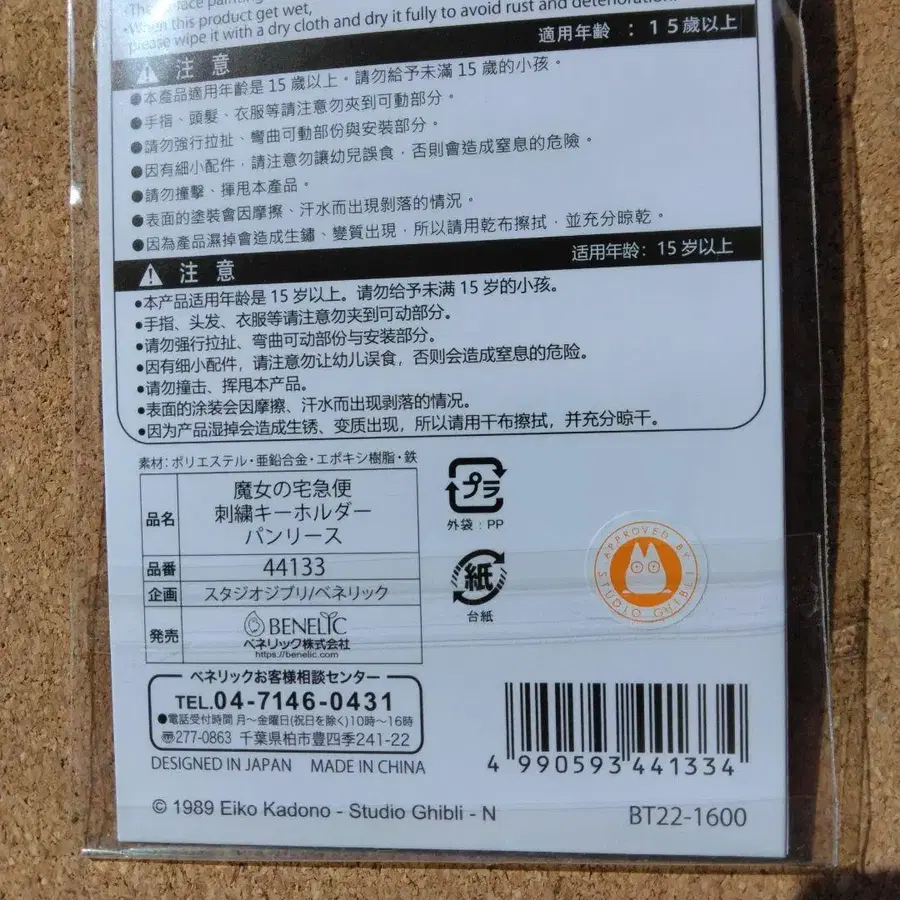 When this product get wet,
please wipe it with a dry cloth and dry it fully to avoid rust and deterioration.
注 意 適用年齡 : 15歲以上
●本產品適用年齡是 15 歲以上。請勿給予未滿 15 歲的小孩。
●手指、頭髮、衣服等請注意勿夾到可動部分。
●請勿強行拉扯、彎曲可動部份與安裝部分。
●因有細小配件，請注意勿讓幼兒誤食，否則會造成窒息的危險。
●請勿撞擊、揮甩本產品。
●表面的塗裝會因摩擦、汗水而出現剝落的情況。
●因為產品濕掉會造成生鏽、變質出現，所以請用乾布擦拭，並充分晾乾。
注 意 适用年龄: 15 岁以上
●本产品适用年龄是 15 岁以上。请勿给予未满 15 岁的小孩。
●手指、头发、衣服等请注意勿夹到可动部分。
●请勿强行拉扯、弯曲可动部份与安装部分。
●因有细小配件，请注意勿让幼儿误食，否则会造成窒息的危险。
●请勿撞击、挥甩本产品。
●表面的涂装会因摩擦、汗水而出现剥落的情况。
●因为产品湿掉会造成生锈、变质出现，所以请用干布擦拭，并充分晾干。
素材: ポリエステル・亜鉛合金・エポキシ樹脂・鉄
品名 魔女の宅急便
刺繍キーホルダー
パンリース
品番 44133
企画 スタジオジブリ/ベネリック
発売 BENELIC
ベネリック株式会社
https://benelic.com
プラ
外袋 : PP
紙
台紙
APPROVED BY
STUDIO GHIBLI
ベネリックお客様相談センター
TEL.04-7146-0431
●電話受付時間 月〜金曜日(祝日を除く)10時〜16時
〠277-0863 千葉県柏市豊四季241-22
DESIGNED IN JAPAN MADE IN CHINA
4 990593 441334
© 1989 Eiko Kadono - Studio Ghibli - N
BT22-1600